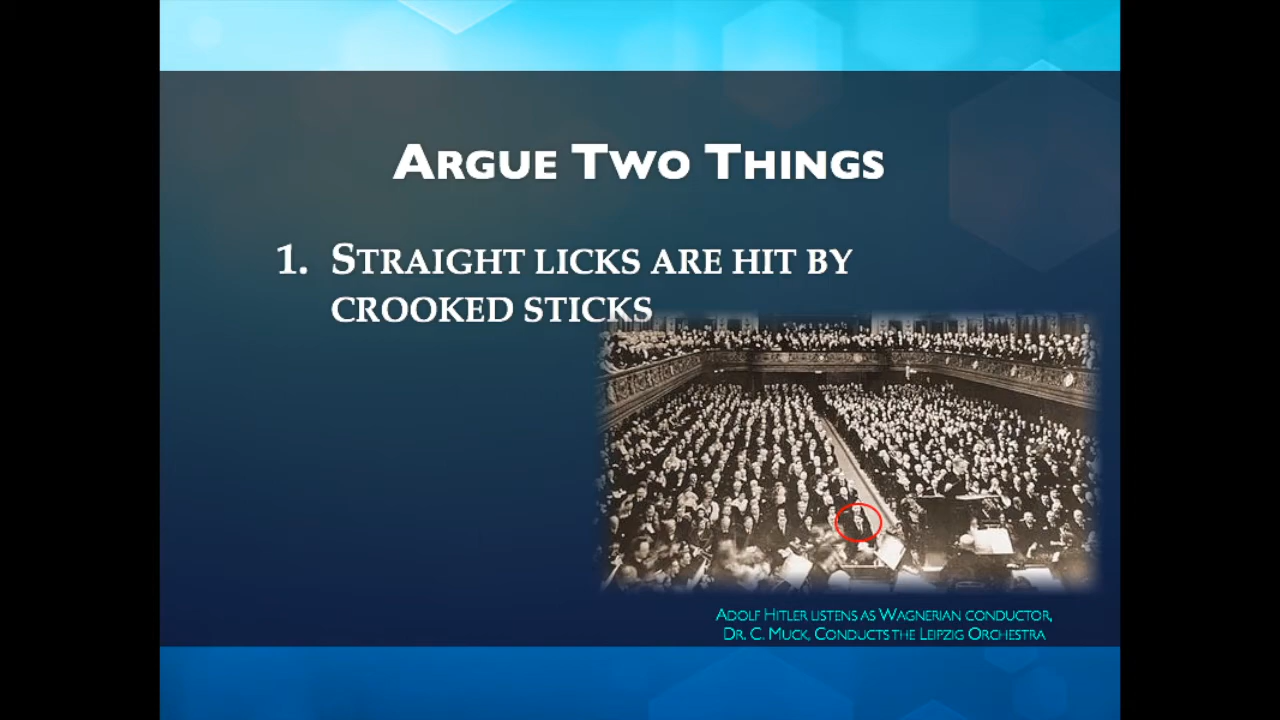 ARGUE TWO THINGS
1. STRAIGHT LICKS ARE HIT BY
CROOKED STICKS
ADOLF HITLER LISTENS AS WAGNERIAN CONDUCTOR,
DR. C. MUCK, CONDUCTS THE LEIPZIG ORCHESTRA